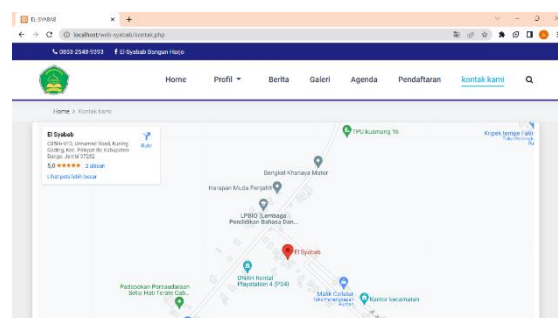 EL-SYABAB
localhost/web-syabab/kontak.php
0853-2549-9393 El-Syabab Bangun Harjo
Home Profil Berita Galeri Agenda Pendaftaran kontak kami
Home > Kontak kami
El Syabab
Rute
5,0 ★★★★★ 2 ulasan
Lihat peta lebih besar
TPU kuamang 16
Bengkel Khanaya Motor
Harapan Muda Parjahit
LPBIQ (Lembaga
Pendidikan Bahasa Dan...
El Syabab
DNAH Rental
Playstation 4 (PS4)
Padepokan Persaudaraan
Setia Hati Terate Cab...
Malik Cellular
Kantor kecamatan